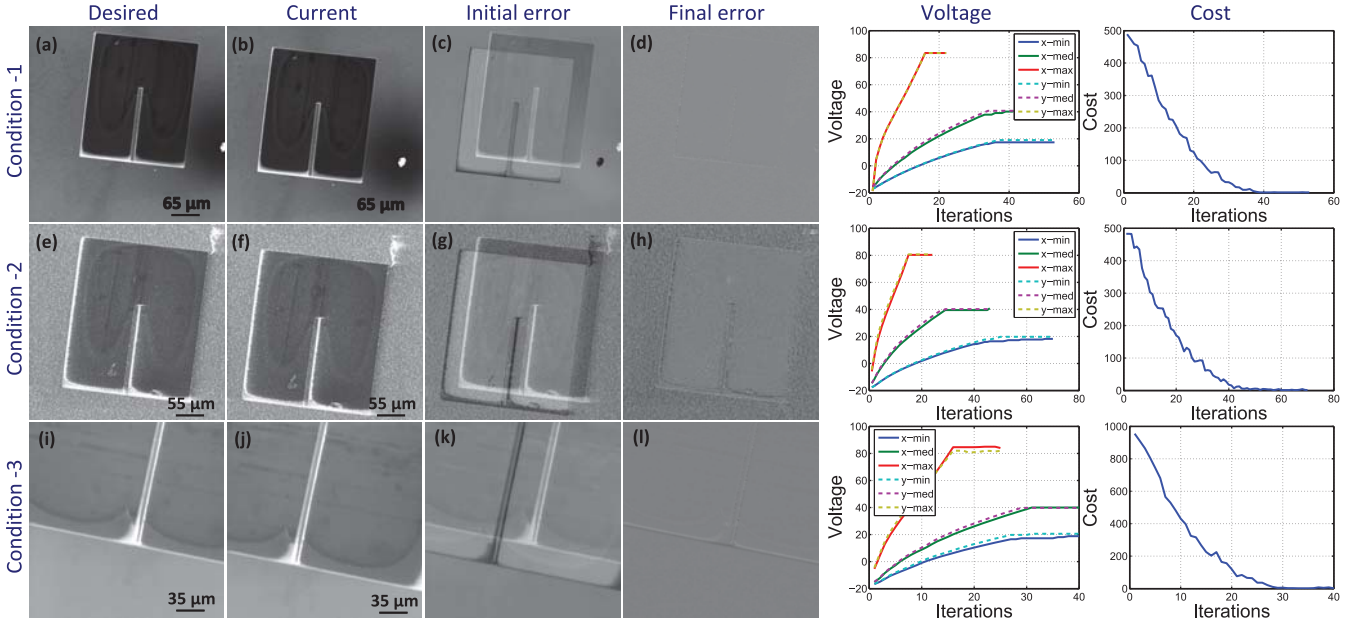 Desired Current Initial error Final error Voltage Cost
Condition -1
(a) (b) (c) (d)
65 µm 65 µm
Voltage
100
80
60
40
20
0
−20
0 20 40 60 80
Iterations
x−min
x−med
x−max
y−min
y−med
y−max
Cost
500
400
300
200
100
0
0 20 40 60
Iterations
Condition -2
(e) (f) (g) (h)
55 µm 55 µm
Voltage
100
80
60
40
20
0
−20
0 20 40 60 80
Iterations
x−min
x−med
x−max
y−min
y−med
y−max
Cost
500
400
300
200
100
0
0 20 40 60 80
Iterations
Condition -3
(i) (j) (k) (l)
35 µm 35 µm
Voltage
100
80
60
40
20
0
−20
0 10 20 30 40
Iterations
x−min
x−med
x−max
y−min
y−med
y−max
Cost
1000
800
600
400
200
0
0 10 20 30 40
Iterations